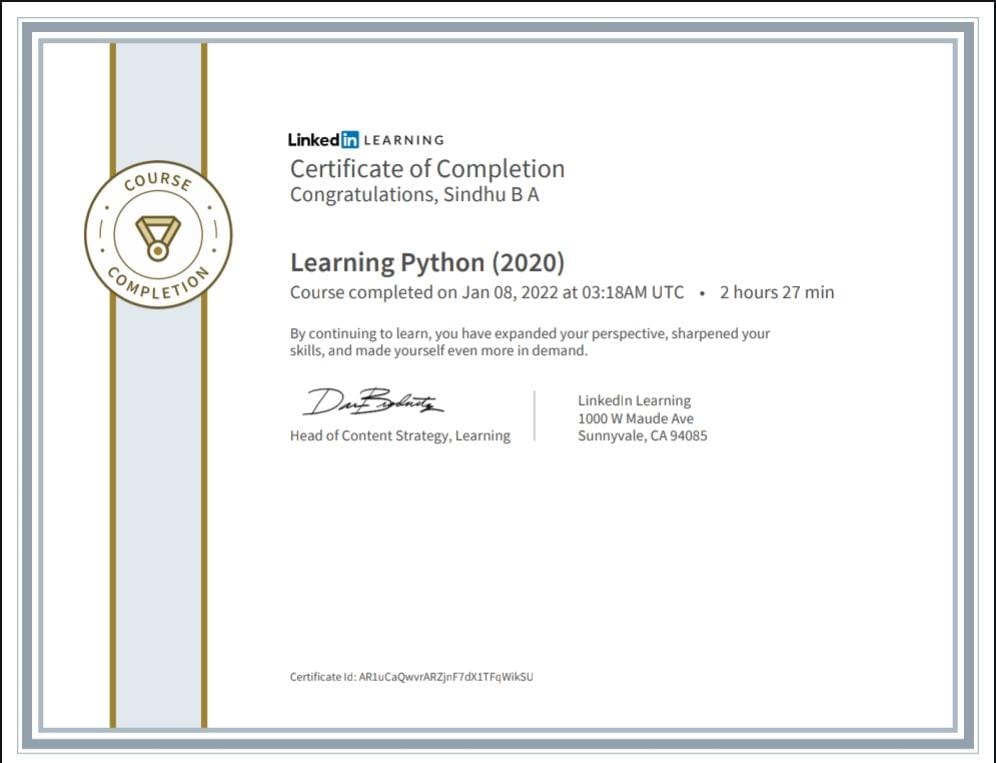 COURSE
COMPLETION
Linked in LEARNING
Certificate of Completion
Congratulations, Sindhu B A
Learning Python (2020)
Course completed on Jan 08, 2022 at 03:18AM UTC • 2 hours 27 min
By continuing to learn, you have expanded your perspective, sharpened your
skills, and made yourself even more in demand.
Head of Content Strategy, Learning
LinkedIn Learning
1000 W Maude Ave
Sunnyvale, CA 94085
Certificate Id: AR1uCaQwvrARZjnF7dX1TFqWikSU